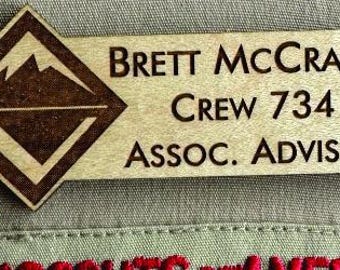 BRETT MCCRA
CREW 734
ASSOC. ADVIS